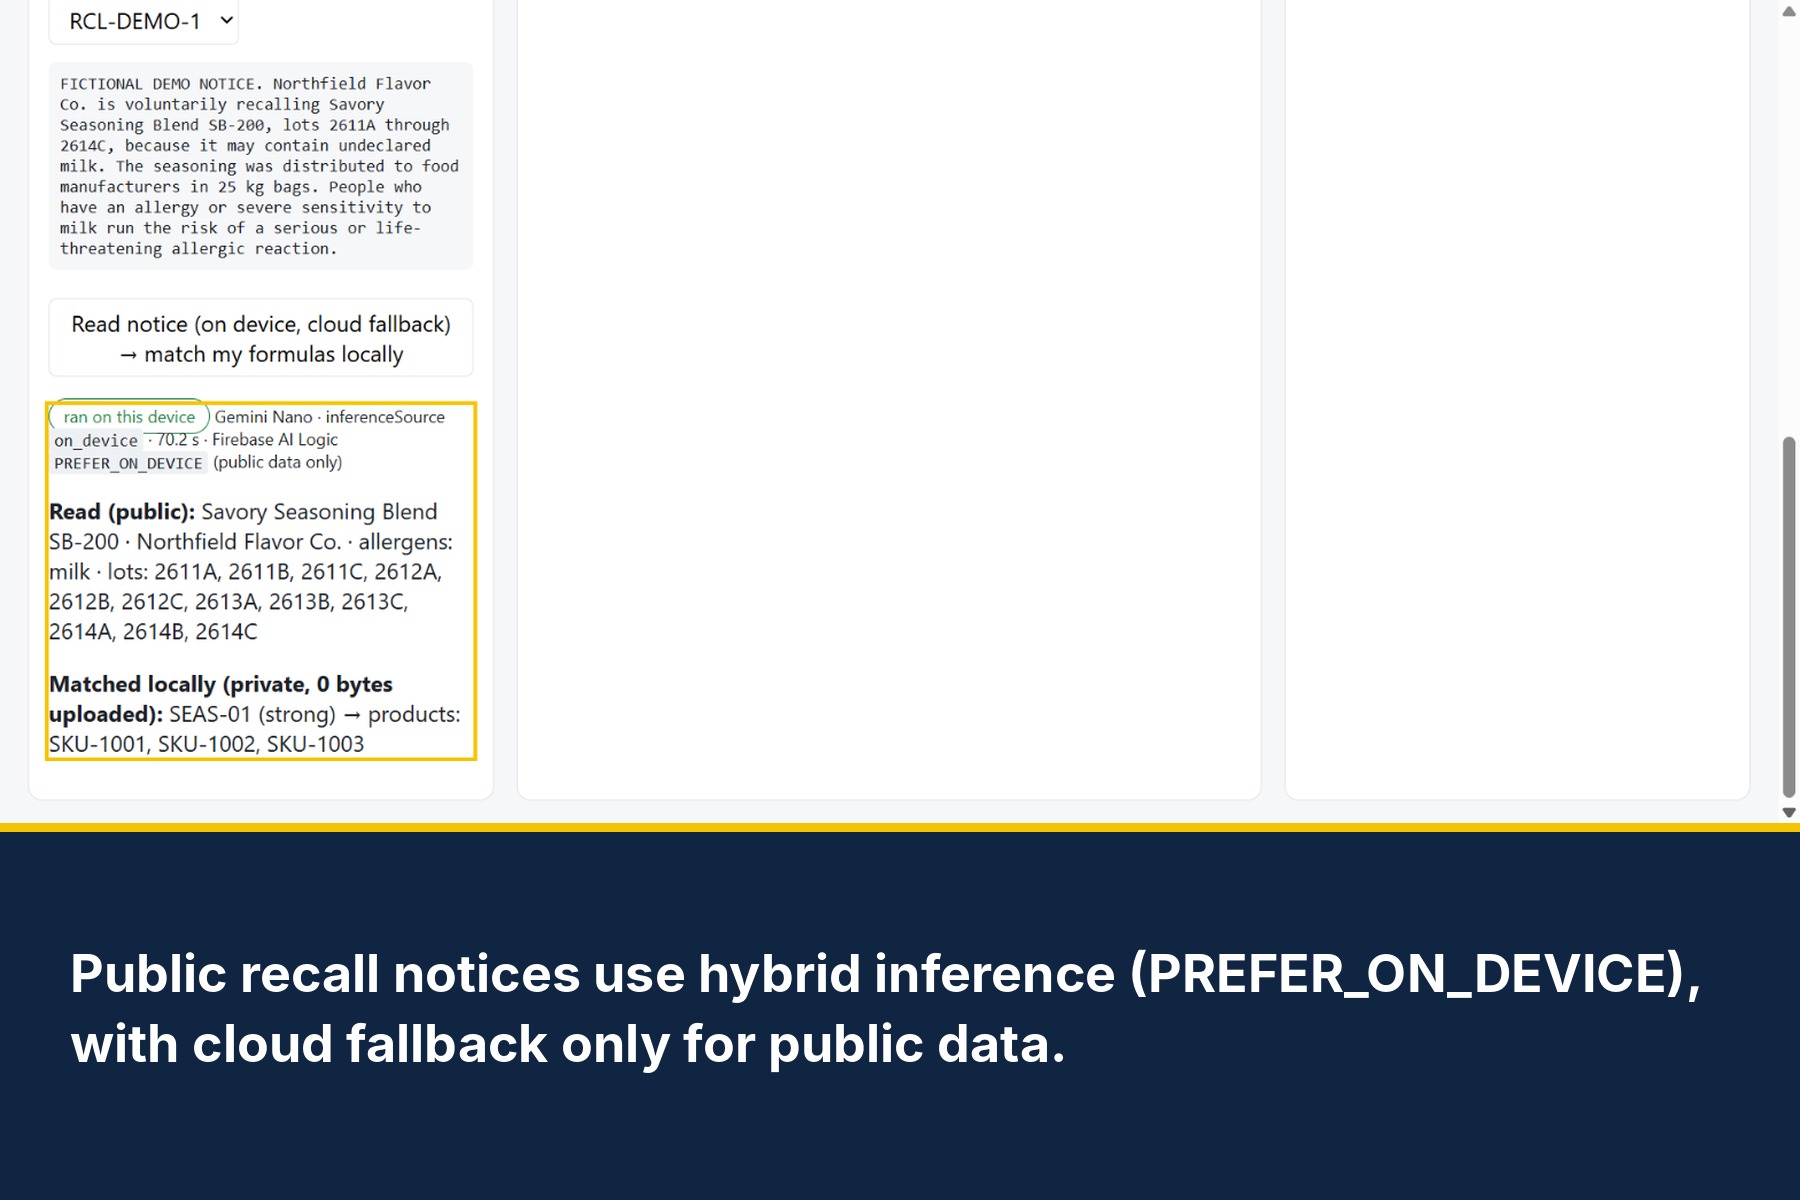 RCL-DEMO-1
FICTIONAL DEMO NOTICE. Northfield Flavor
Co. is voluntarily recalling Savory
Seasoning Blend SB-200, lots 2611A through
2614C, because it may contain undeclared
milk. The seasoning was distributed to food
manufacturers in 25 kg bags. People who
have an allergy or severe sensitivity to
milk run the risk of a serious or life-
threatening allergic reaction.
Read notice (on device, cloud fallback)
→ match my formulas locally
ran on this device Gemini Nano · inferenceSource
on_device · 70.2 s · Firebase AI Logic
PREFER_ON_DEVICE (public data only)
Read (public): Savory Seasoning Blend
SB-200 · Northfield Flavor Co. · allergens:
milk · lots: 2611A, 2611B, 2611C, 2612A,
2612B, 2612C, 2613A, 2613B, 2613C,
2614A, 2614B, 2614C
Matched locally (private, 0 bytes
uploaded): SEAS-01 (strong) → products:
SKU-1001, SKU-1002, SKU-1003
Public recall notices use hybrid inference (PREFER_ON_DEVICE),
with cloud fallback only for public data.